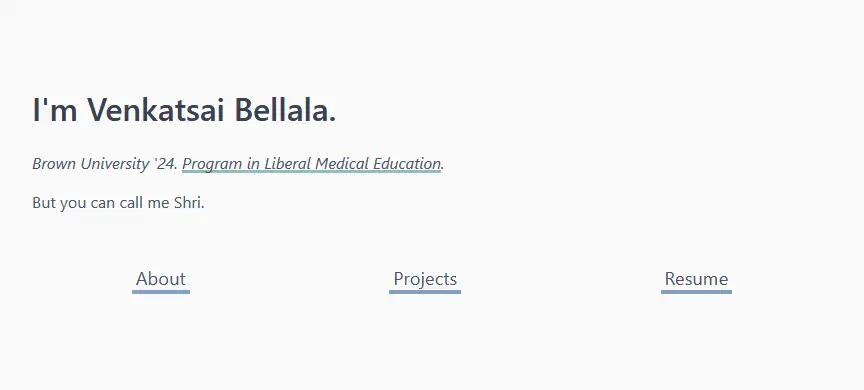 I'm Venkatsai Bellala.
Brown University '24. Program in Liberal Medical Education.
But you can call me Shri.
About Projects Resume